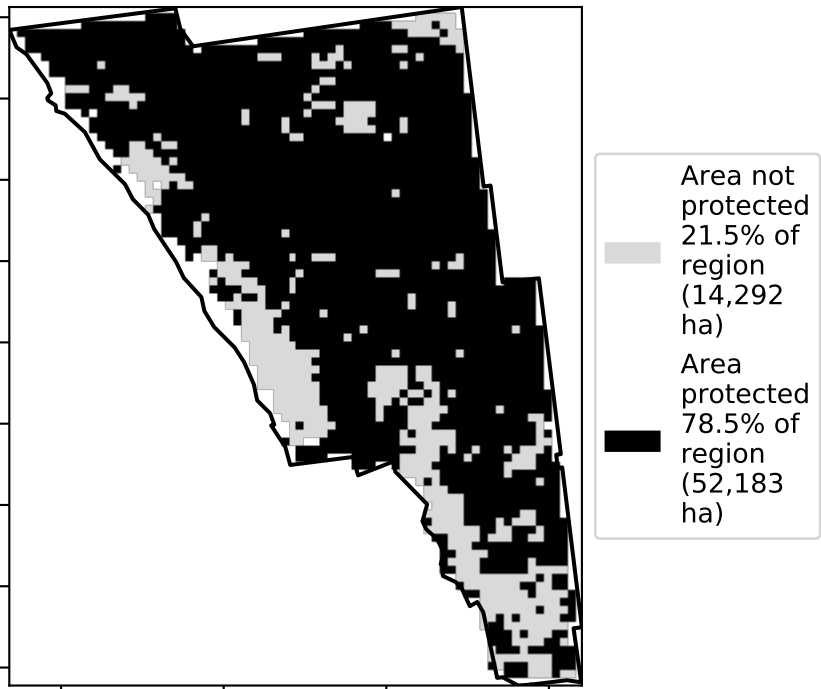 Area not
protected
21.5% of
region
(14,292
ha)
Area
protected
78.5% of
region
(52,183
ha)